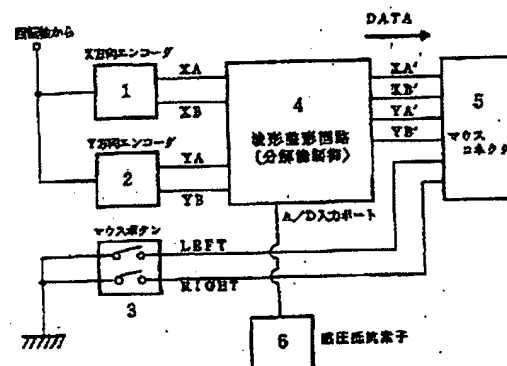 回転軸から
X方向エンコーダ
1
XA
XB
Y方向エンコーダ
2
YA
YB
4
波形整形回路
(分解能制御)
DATA
XA'
XB'
YA'
YB'
5
マウス
コネクタ
A/D入力ポート
マウスボタン
LEFT
RIGHT
3
6
感圧抵抗素子